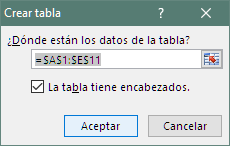 Crear tabla
¿Dónde están los datos de la tabla?
=$A$1:$E$11
La tabla tiene encabezados.
Aceptar
Cancelar